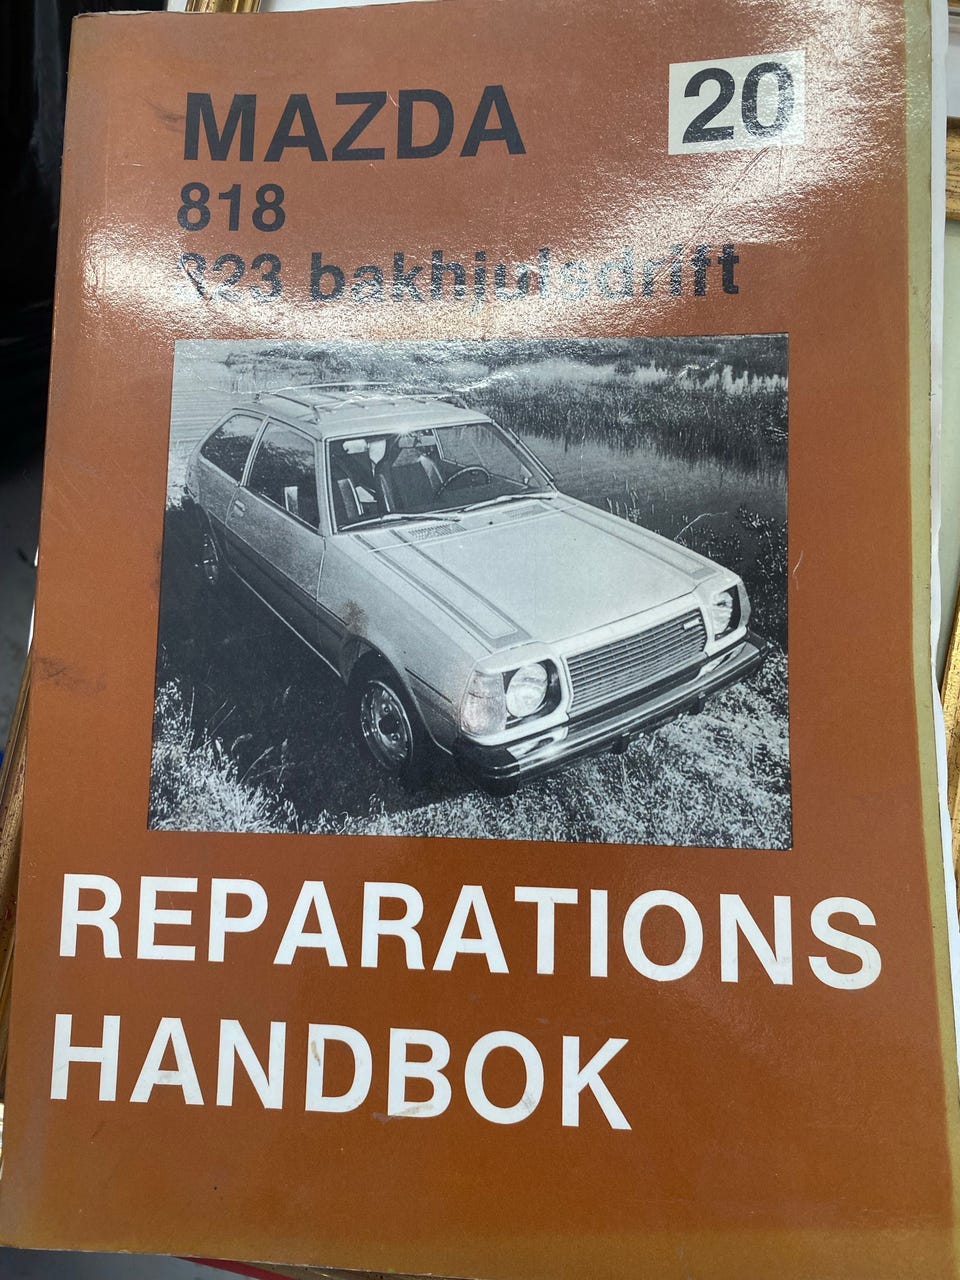 MAZDA
20
818
323 bakhjulsdrift
REPARATIONS
HANDBOK